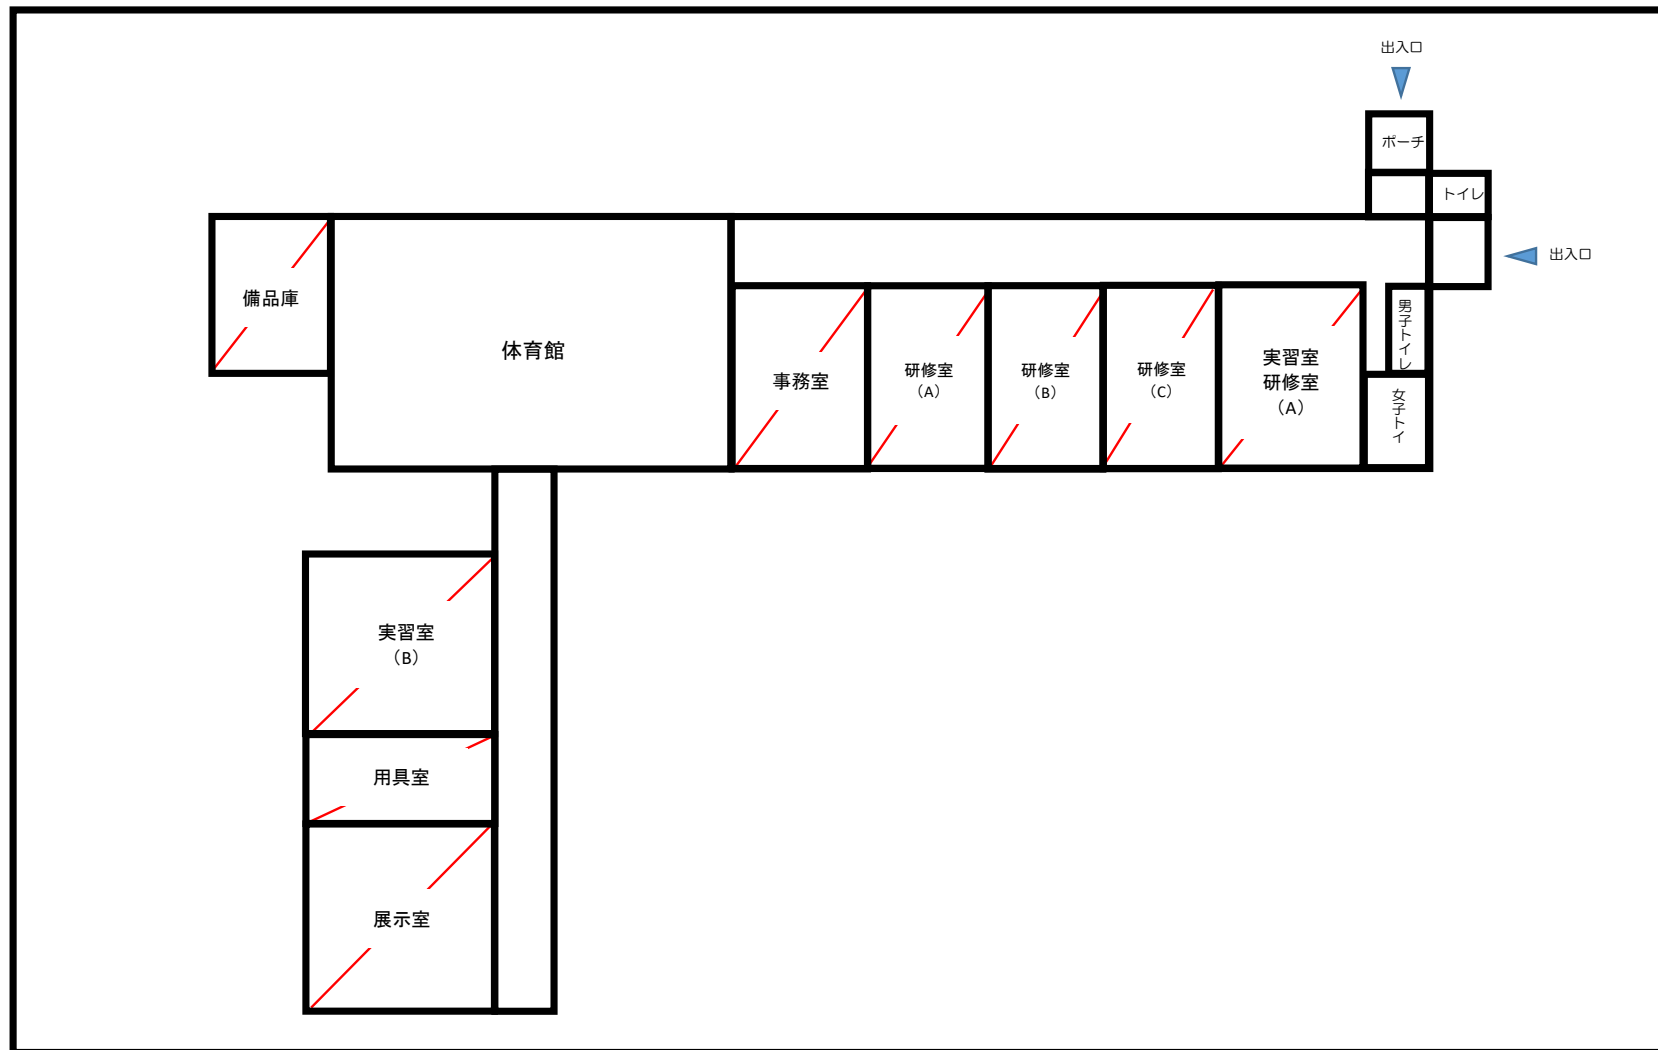 出入口
ポーチ
トイレ
出入口
備品庫
体育館
事務室
研修室
（A）
研修室
（B）
研修室
（C）
実習室
研修室
（A）
男子トイレ
女子トイ
実習室
（B）
用具室
展示室